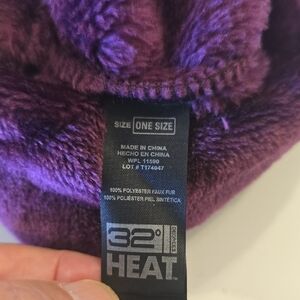 SIZE ONE SIZE
MADE IN CHINA
HECHO EN CHINA
WPL 11590
LOT # T174047
100% POLYESTER FAUX FUR
100% POLIÉSTER PIEL SINTÉTICA
32°
DEGREES
HEAT